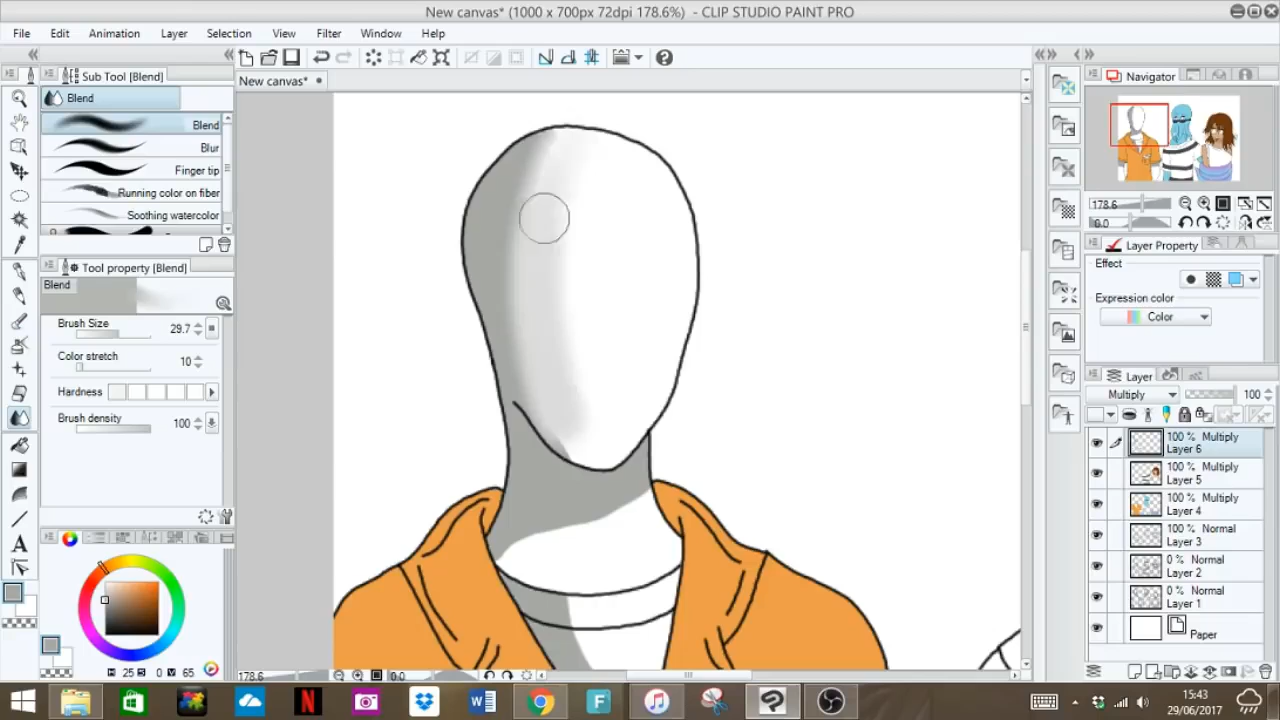 New canvas* (1000 x 700px 72dpi 178.6%) - CLIP STUDIO PAINT PRO
File Edit Animation Layer Selection View Filter Window Help
Sub Tool [Blend]
New canvas*
Navigator
Blend
Blend
Blur
Finger tip
Running color on fiber
Soothing watercolor
178.6
0.0
Layer Property
Tool property [Blend]
Effect
Blend
Expression color
Color
Brush Size 29.7
Color stretch 10
Hardness
Brush density 100
Layer
Multiply 100
100 % Multiply
Layer 6
100 % Multiply
Layer 5
100 % Multiply
Layer 4
100 % Normal
Layer 3
0 % Normal
Layer 2
0 % Normal
Layer 1
Paper
H 25 S 0 V 65
178.6 0.0
15:43
29/06/2017